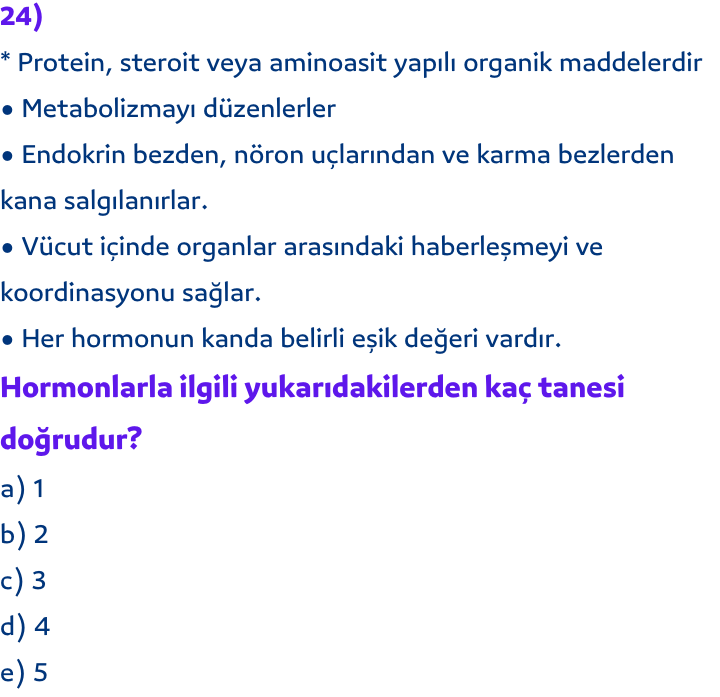 24)
* Protein, steroit veya aminoasit yapılı organik maddelerdir
● Metabolizmayı düzenlerler
● Endokrin bezden, nöron uçlarından ve karma bezlerden
kana salgılanırlar.
● Vücut içinde organlar arasındaki haberleşmeyi ve
koordinasyonu sağlar.
● Her hormonun kanda belirli eşik değeri vardır.
Hormonlarla ilgili yukarıdakilerden kaç tanesi
doğrudur?
a) 1
b) 2
c) 3
d) 4
e) 5